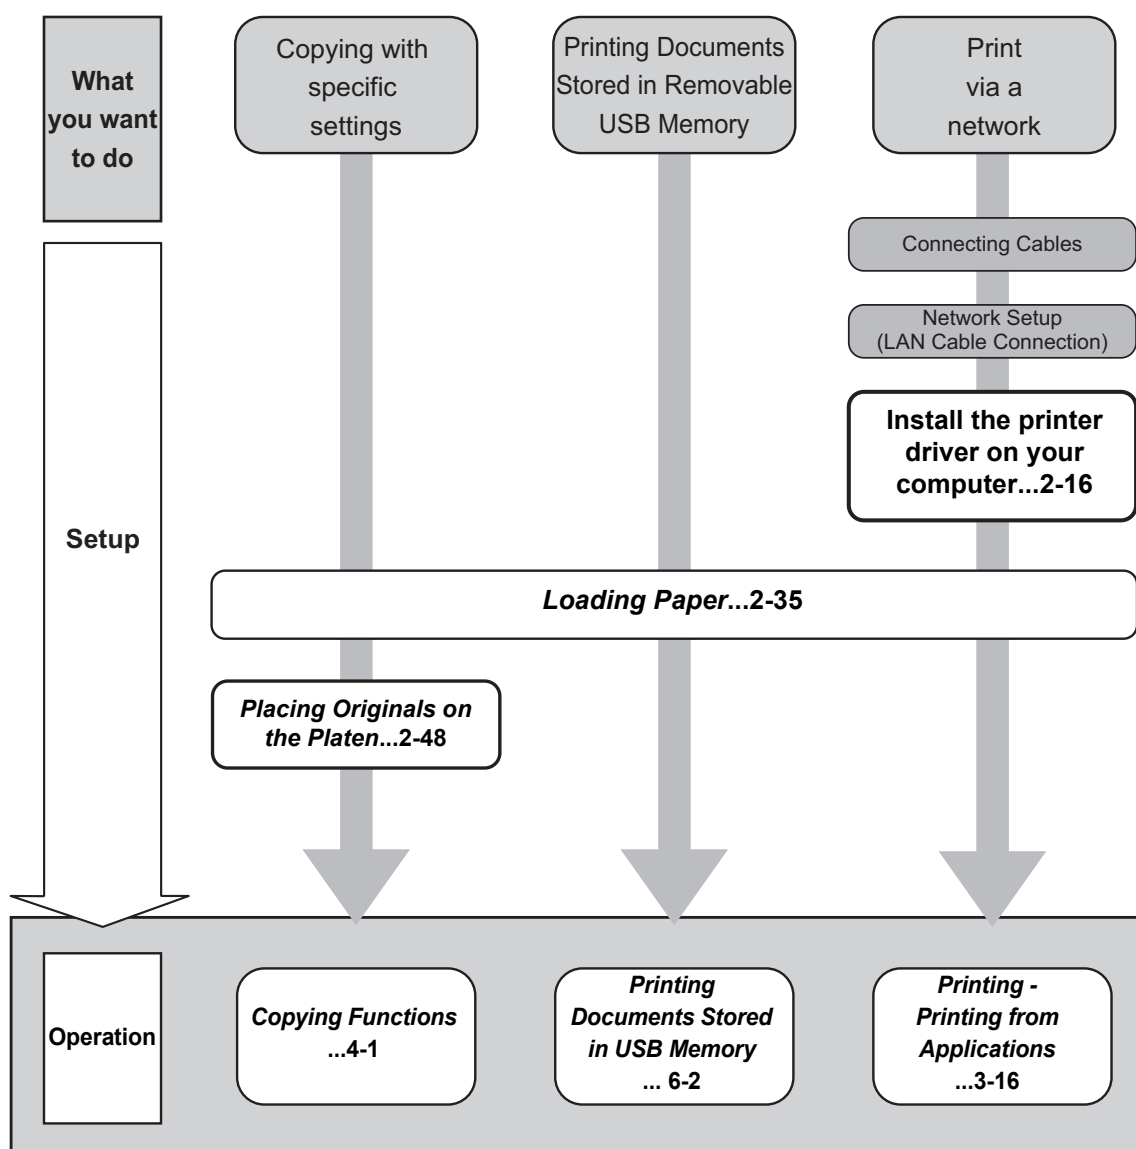 What
you want
to do
Copying with
specific
settings
Printing Documents
Stored in Removable
USB Memory
Print
via a
network
Connecting Cables
Network Setup
(LAN Cable Connection)
Install the printer
driver on your
computer...2-16
Setup
Loading Paper...2-35
Placing Originals on
the Platen...2-48
Operation
Copying Functions
...4-1
Printing
Documents Stored
in USB Memory
... 6-2
Printing -
Printing from
Applications
...3-16